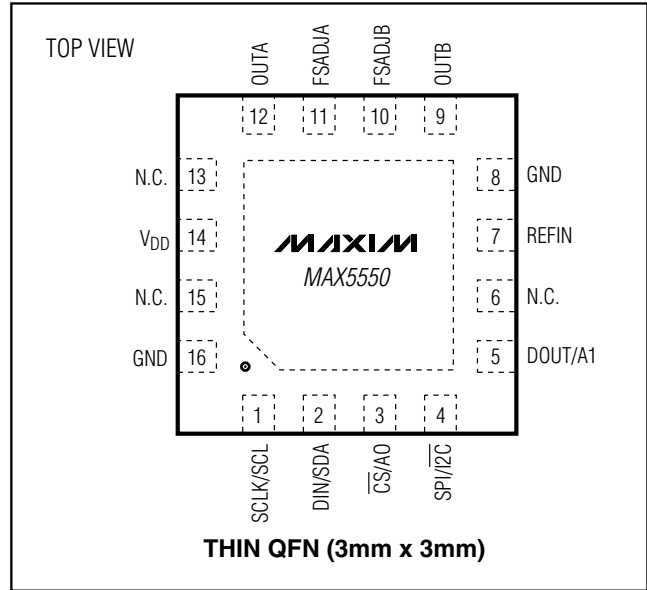 TOP VIEW
OUTA
FSADJA
FSADJB
OUTB
12
11
10
9
N.C.
13
8
GND
VDD
14
MAXIM
7
REFIN
MAX5550
N.C.
15
6
N.C.
GND
16
5
DOUT/A1
1
2
3
4
SCLK/SCL
DIN/SDA
CS/A0
SPI/I2C
THIN QFN (3mm x 3mm)